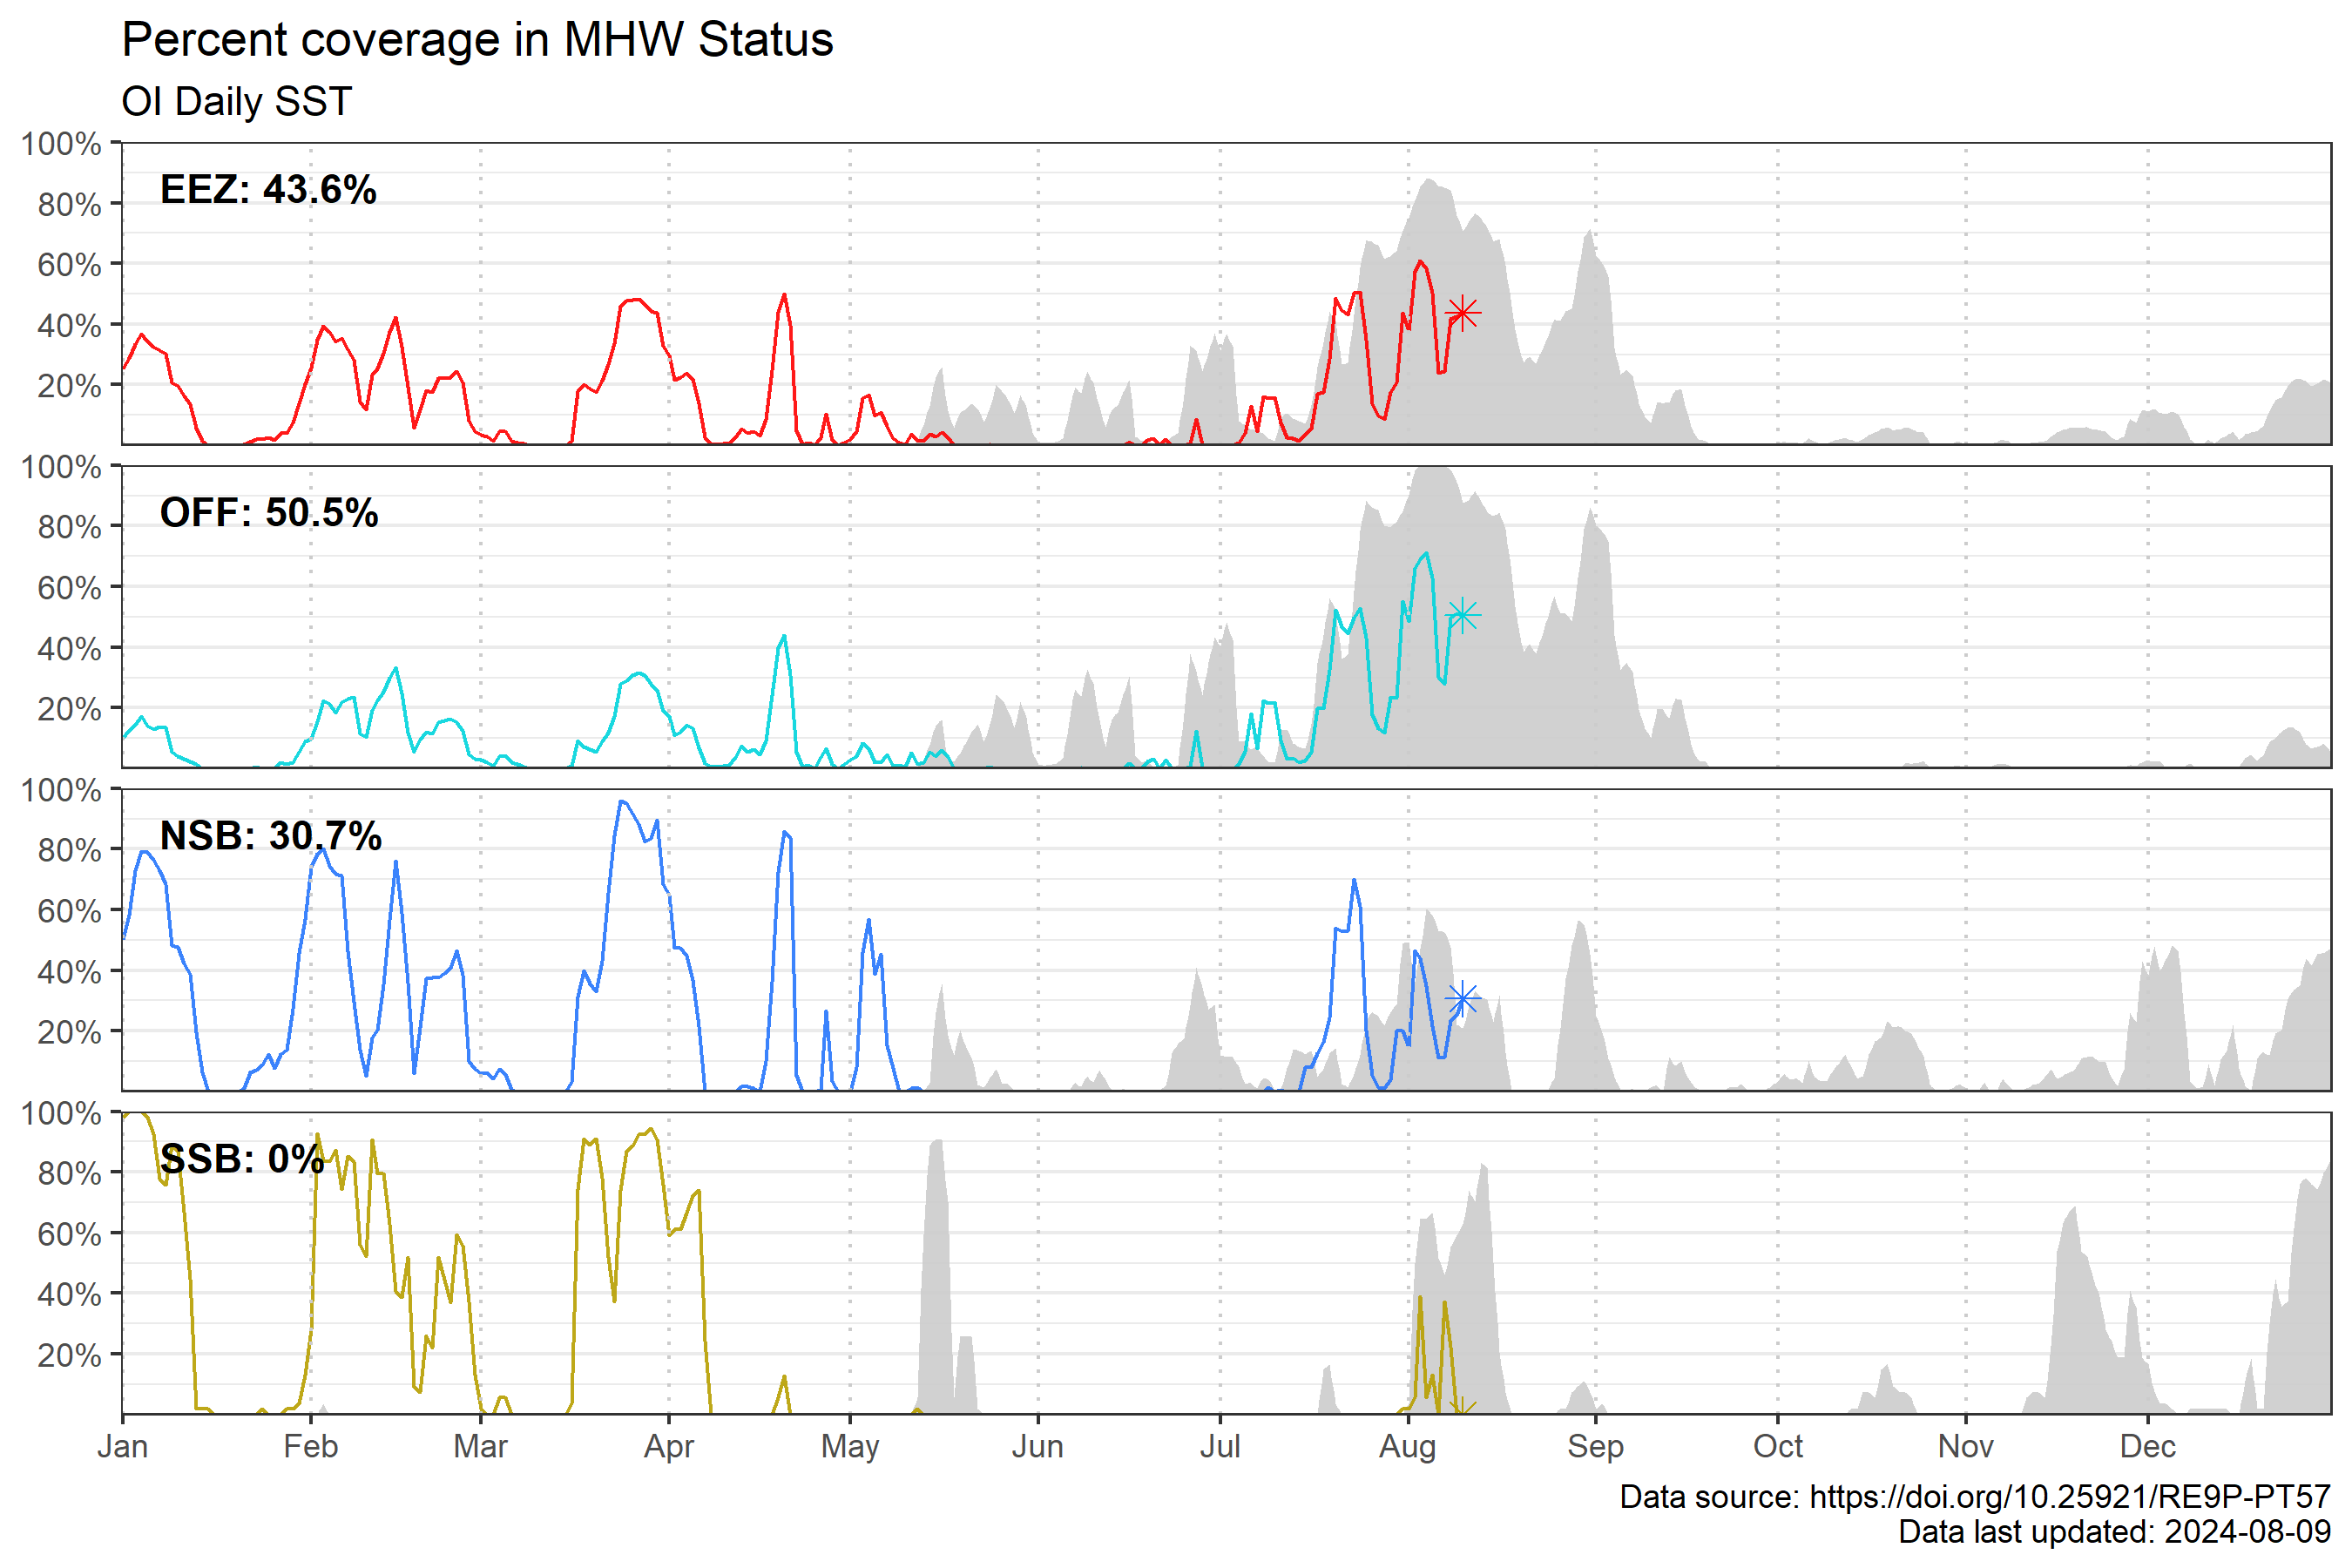 Percent coverage in MHW Status
OI Daily SST
100%
EEZ: 43.6%
80%
60%
40%
20%
100%
OFF: 50.5%
80%
60%
40%
20%
100%
NSB: 30.7%
80%
60%
40%
20%
100%
SSB: 0%
80%
60%
40%
20%
Jan Feb Mar Apr May Jun Jul Aug Sep Oct Nov Dec
Data source: https://doi.org/10.25921/RE9P-PT57
Data last updated: 2024-08-09